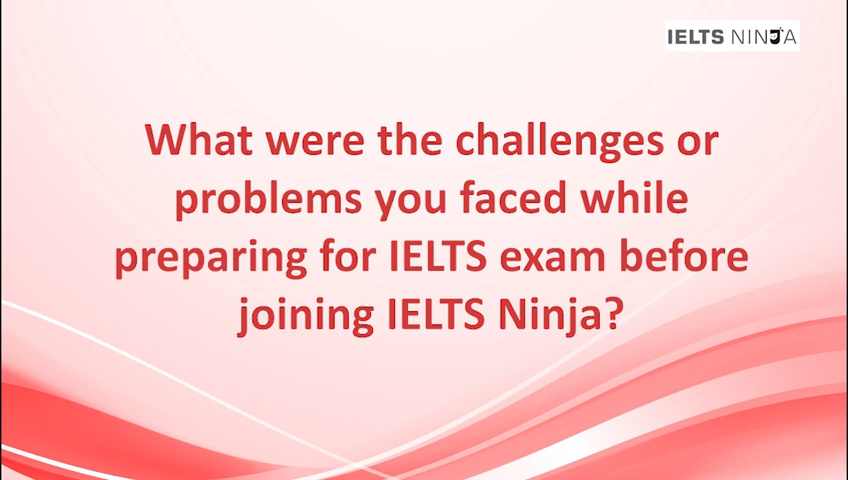 IELTS NINJA
What were the challenges or
problems you faced while
preparing for IELTS exam before
joining IELTS Ninja?